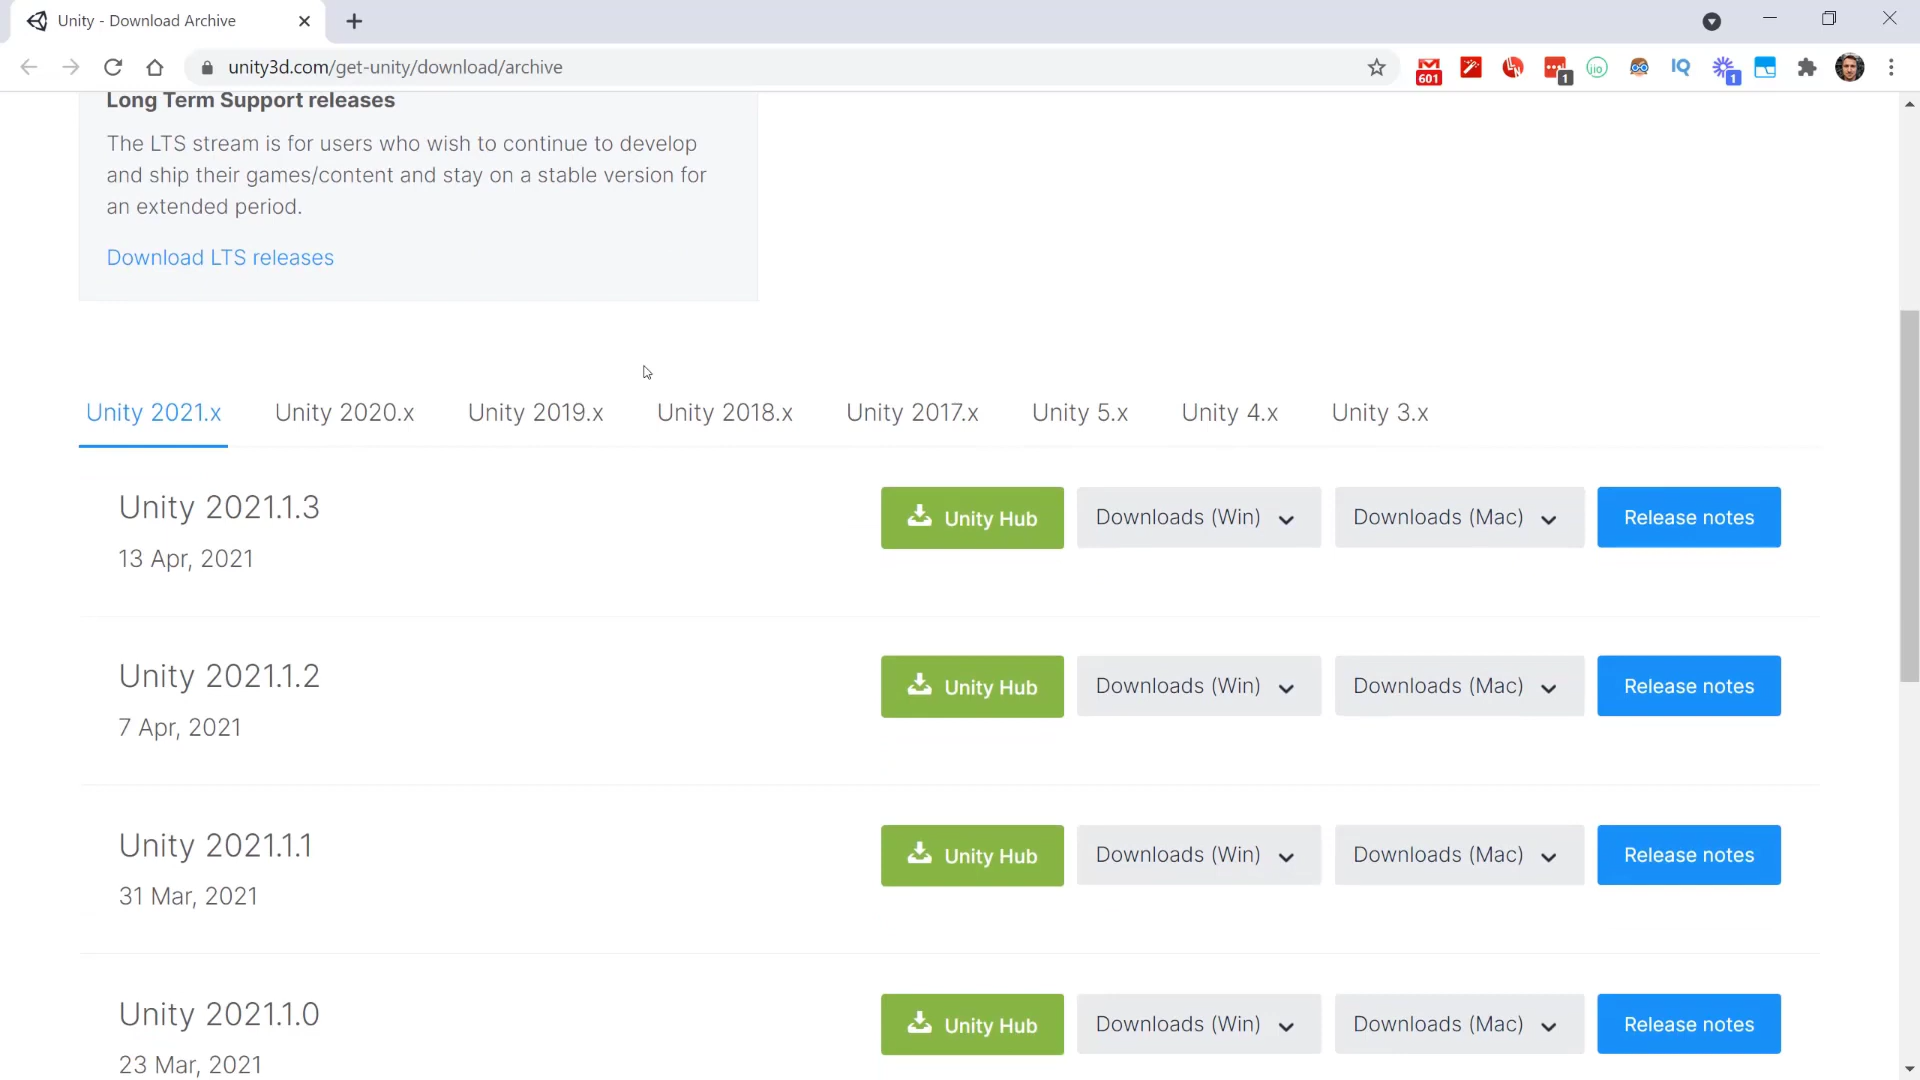 Unity - Download Archive
unity3d.com/get-unity/download/archive
601
1
jio
IQ
1
Long Term Support releases
The LTS stream is for users who wish to continue to develop
and ship their games/content and stay on a stable version for
an extended period.
Download LTS releases
Unity 2021.x Unity 2020.x Unity 2019.x Unity 2018.x Unity 2017.x Unity 5.x Unity 4.x Unity 3.x
Unity 2021.1.3 Unity Hub Downloads (Win) Downloads (Mac) Release notes
13 Apr, 2021
Unity 2021.1.2 Unity Hub Downloads (Win) Downloads (Mac) Release notes
7 Apr, 2021
Unity 2021.1.1 Unity Hub Downloads (Win) Downloads (Mac) Release notes
31 Mar, 2021
Unity 2021.1.0 Unity Hub Downloads (Win) Downloads (Mac) Release notes
23 Mar, 2021